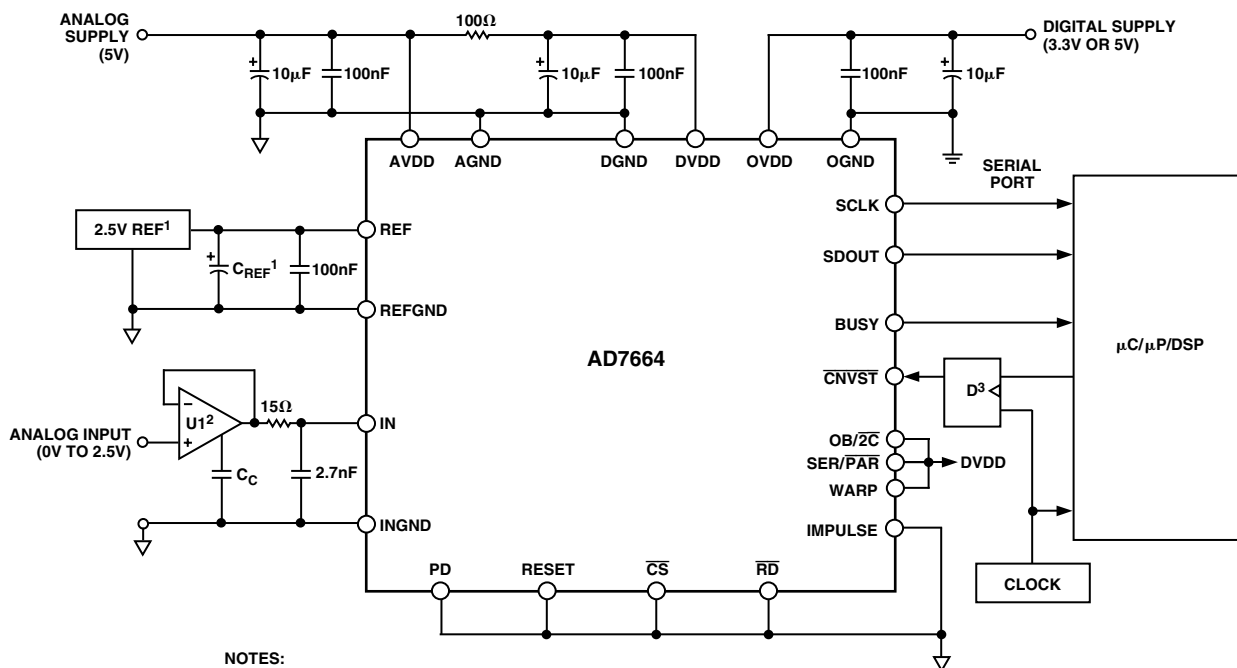 ANALOG
SUPPLY
(5V)
100Ω
DIGITAL SUPPLY
(3.3V OR 5V)
+
10μF
100nF
+
10μF
100nF
100nF
+
10μF
AVDD
AGND
DGND
DVDD
OVDD
OGND
SERIAL
PORT
2.5V REF1
+
CREF1
100nF
REF
REFGND
SCLK
SDOUT
BUSY
CNVST
AD7664
μC/μP/DSP
D3
ANALOG INPUT
(0V TO 2.5V)
–
U12
+
15Ω
CC
2.7nF
IN
INGND
OB/2C
SER/PAR
WARP
DVDD
IMPULSE
PD
RESET
CS
RD
CLOCK
NOTES: